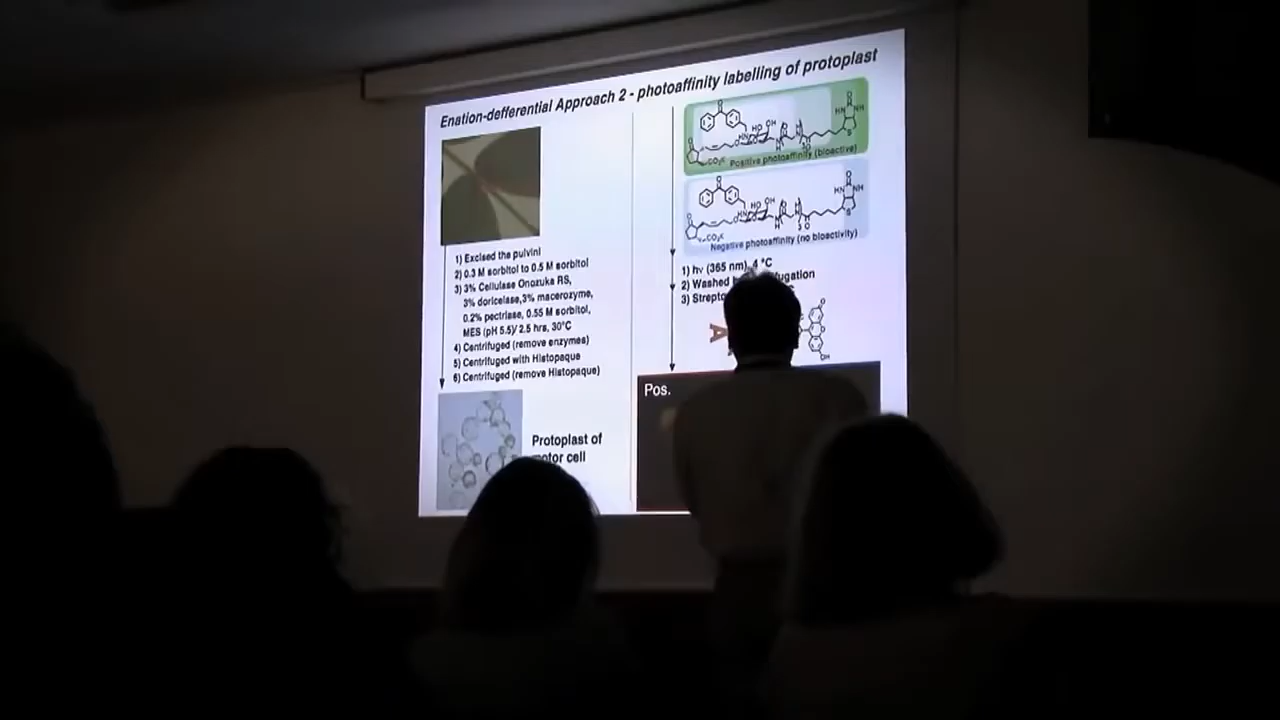 Enation-defferential Approach 2 - photoaffinity labelling of protoplast
1) Excised the pulvini
2) 0.3 M sorbitol to 0.5 M sorbitol
3) 3% Cellulase Onozuka RS,
3% doricelase,3% macerozyme,
0.2% pectriase, 0.55 M sorbitol,
MES (pH 5.5)/ 2.5 hrs, 30°C
4) Centrifuged (remove enzymes)
5) Centrifuged with Histopaque
6) Centrifuged (remove Histopaque)
Protoplast of
otor cell
Positive photoaffinity (bioactive)
Negative photoaffinity (no bioactivity)
1) hν (365 nm), 4 °C
2) Washed
3)
Pos.